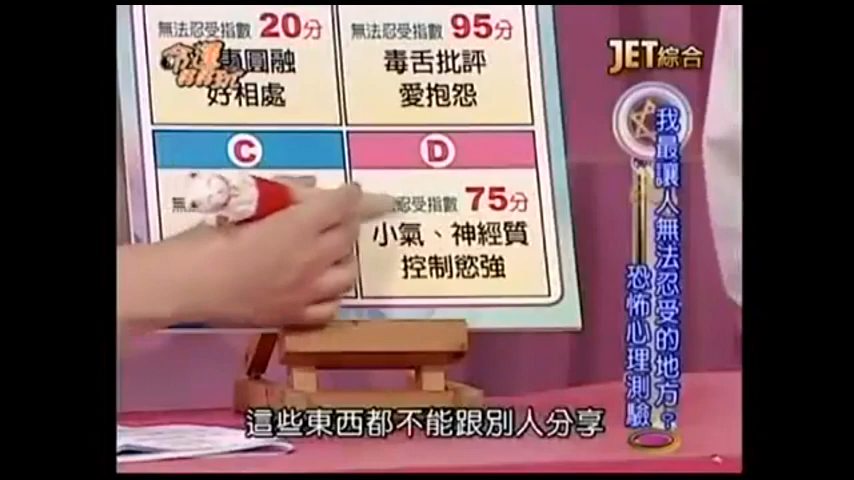 無法忍受指數 20分
圓融
好相處
無法忍受指數 95分
毒舌批評
愛抱怨
C
D
忍受指數 75分
小氣、神經質
控制慾強
JET綜合
我最讓人無法忍受的地方?
恐怖心理測驗
這些東西都不能跟別人分享